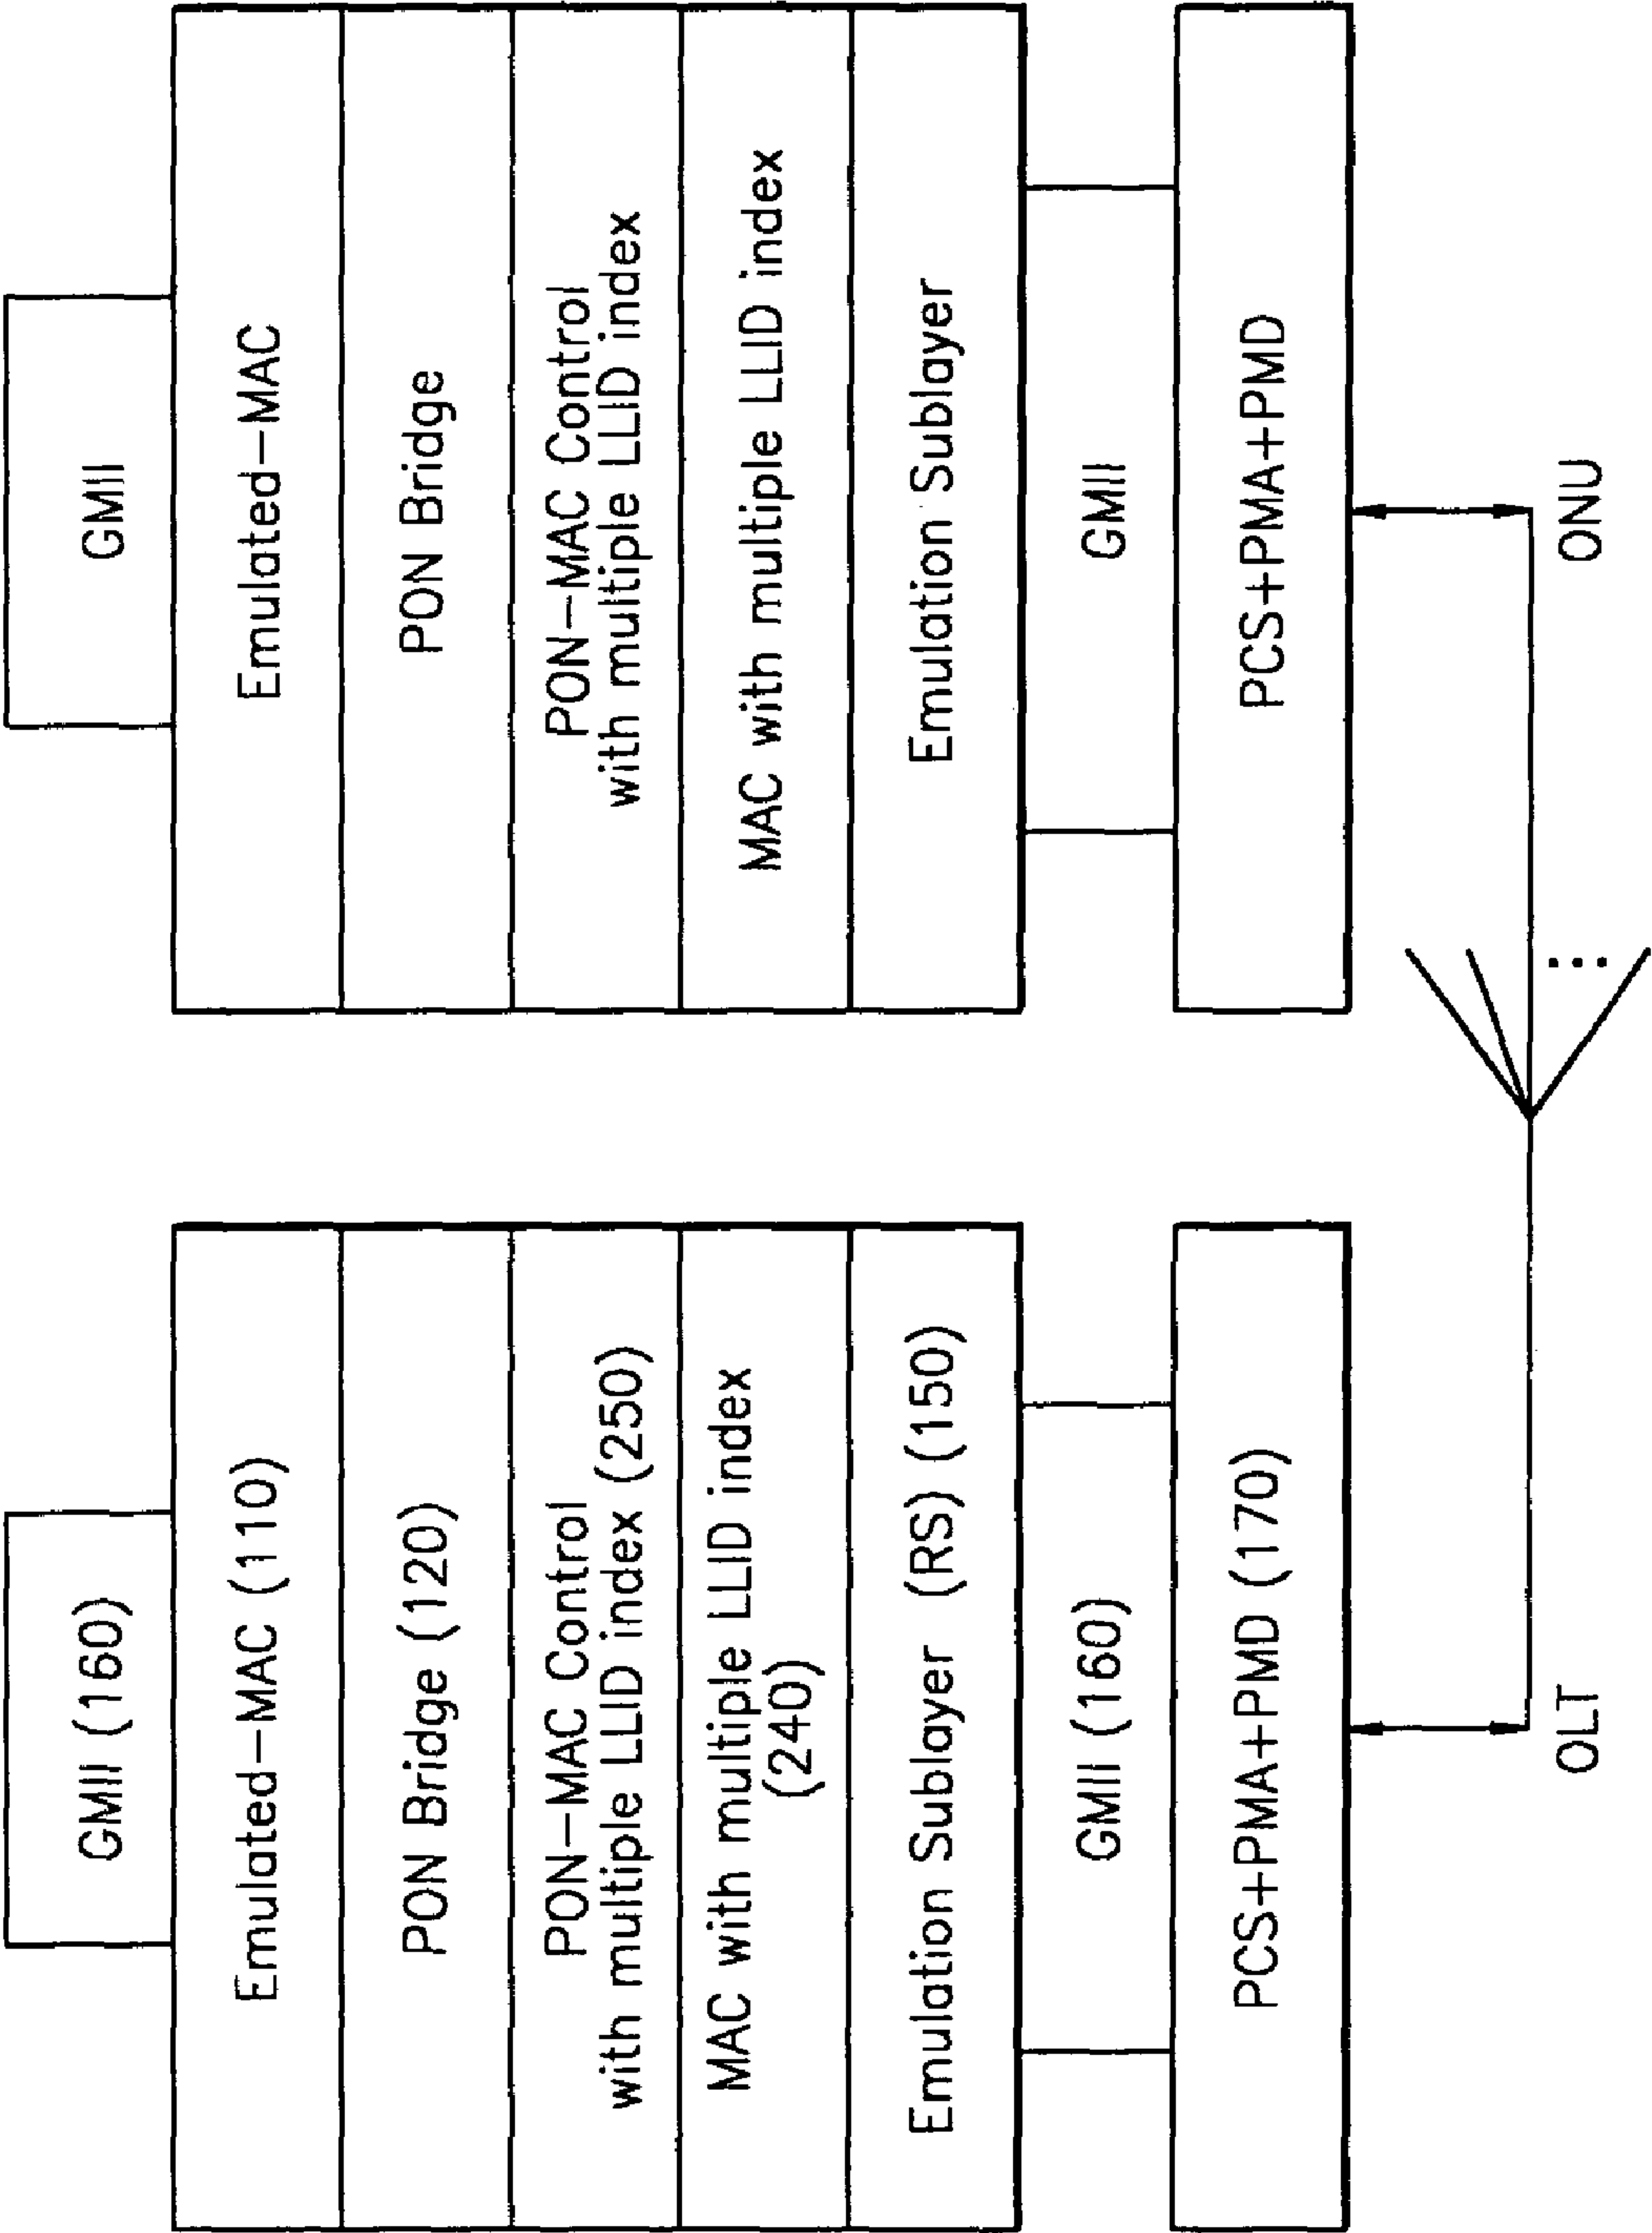 GMII (160)
Emulated-MAC (110)
PON Bridge (120)
PON-MAC Control
with multiple LLID index (250)
MAC with multiple LLID index
(240)
Emulation Sublayer (RS) (150)
GMII (160)
PCS+PMA+PMD (170)
OLT
GMII
Emulated-MAC
PON Bridge
PON-MAC Control
with multiple LLID index
MAC with multiple LLID index
Emulation Sublayer
GMII
PCS+PMA+PMD
ONU